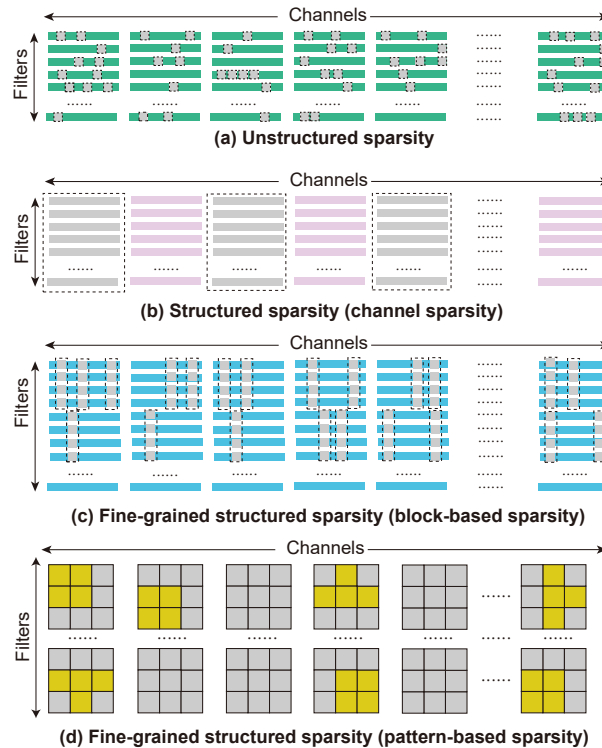 Channels
Filters
(a) Unstructured sparsity
Channels
Filters
(b) Structured sparsity (channel sparsity)
Channels
Filters
(c) Fine-grained structured sparsity (block-based sparsity)
Channels
Filters
(d) Fine-grained structured sparsity (pattern-based sparsity)